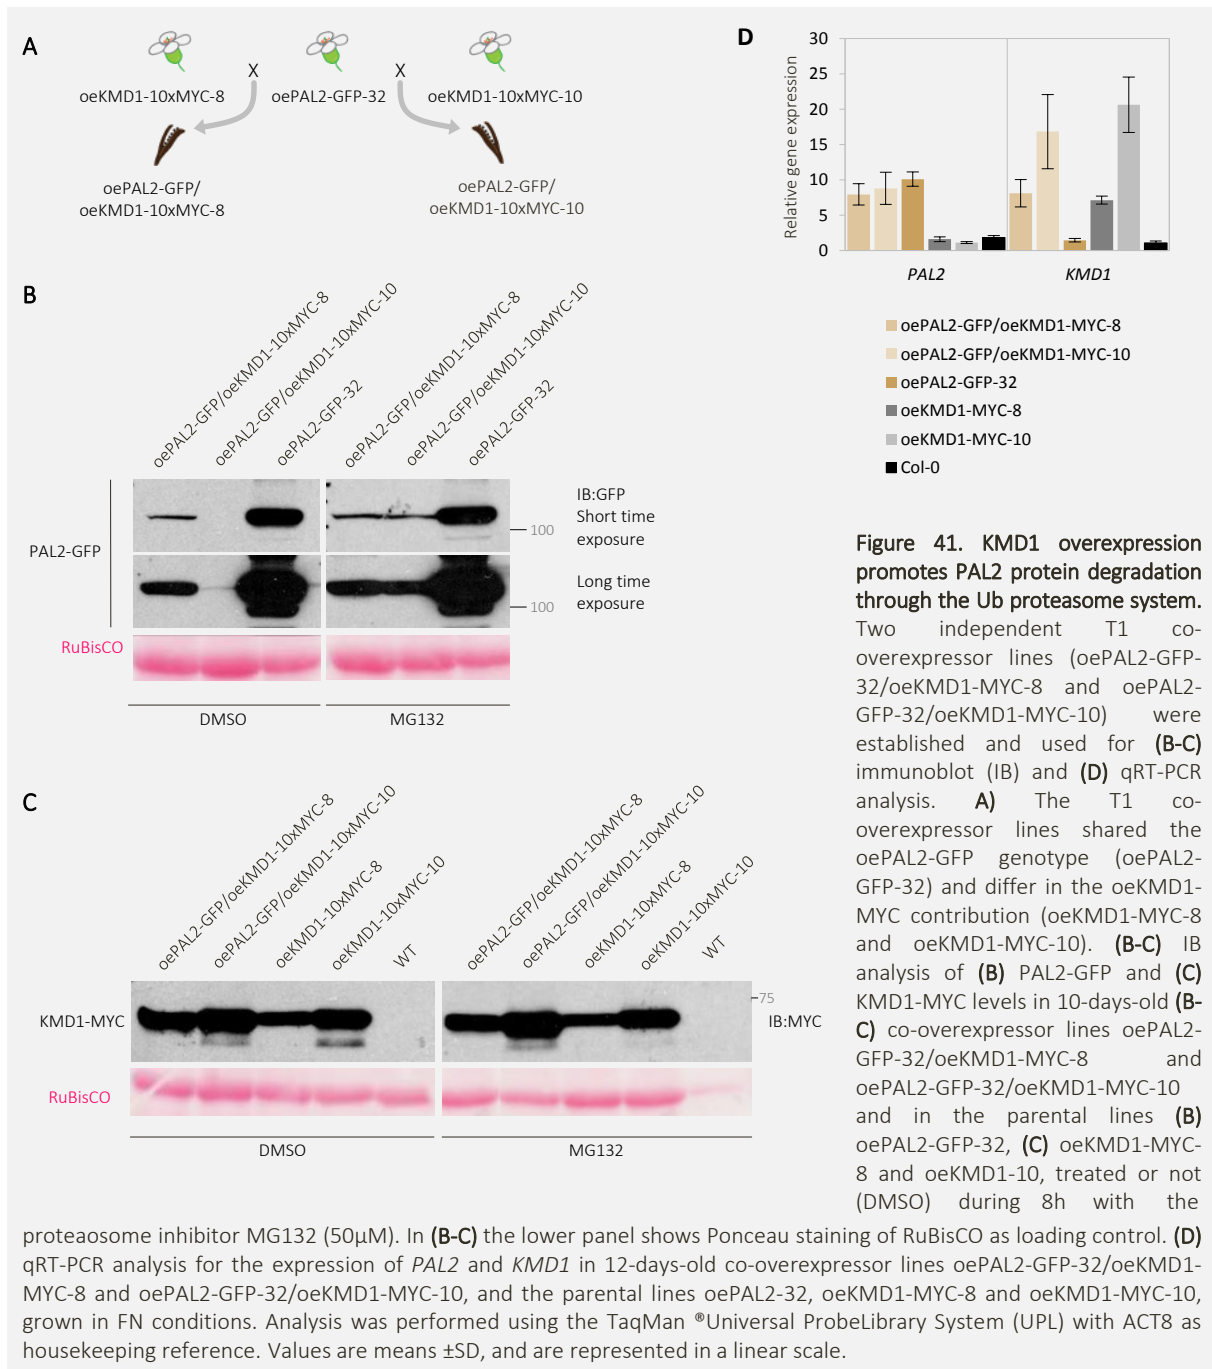 A
X
X
oeKMD1-10xMYC-8
oePAL2-GFP-32
oeKMD1-10xMYC-10
oePAL2-GFP/
oeKMD1-10xMYC-8
oePAL2-GFP/
oeKMD1-10xMYC-10
B
oePAL2-GFP/oeKMD1-10xMYC-8
oePAL2-GFP/oeKMD1-10xMYC-10
oePAL2-GFP-32
oePAL2-GFP/oeKMD1-10xMYC-8
oePAL2-GFP/oeKMD1-10xMYC-10
oePAL2-GFP-32
PAL2-GFP
IB:GFP
Short time
exposure
100
Long time
exposure
100
RuBisCO
DMSO
MG132
C
oePAL2-GFP/oeKMD1-10xMYC-8
oePAL2-GFP/oeKMD1-10xMYC-10
oeKMD1-10xMYC-8
oeKMD1-10xMYC-10
WT
oePAL2-GFP/oeKMD1-10xMYC-8
oePAL2-GFP/oeKMD1-10xMYC-10
oeKMD1-10xMYC-8
oeKMD1-10xMYC-10
WT
KMD1-MYC
75
IB:MYC
RuBisCO
DMSO
MG132
D
Relative gene expression
30
25
20
15
10
5
0
PAL2
KMD1
oePAL2-GFP/oeKMD1-MYC-8
oePAL2-GFP/oeKMD1-MYC-10
oePAL2-GFP-32
oeKMD1-MYC-8
oeKMD1-MYC-10
Col-0
Figure 41. KMD1 overexpression
promotes PAL2 protein degradation
through the Ub proteasome system.
Two independent T1 co-
overexpressor lines (oePAL2-GFP-
32/oeKMD1-MYC-8 and oePAL2-
GFP-32/oeKMD1-MYC-10) were
established and used for (B-C)
immunoblot (IB) and (D) qRT-PCR
analysis. A) The T1 co-
overexpressor lines shared the
oePAL2-GFP genotype (oePAL2-
GFP-32) and differ in the oeKMD1-
MYC contribution (oeKMD1-MYC-8
and oeKMD1-MYC-10). (B-C) IB
analysis of (B) PAL2-GFP and (C)
KMD1-MYC levels in 10-days-old (B-
C) co-overexpressor lines oePAL2-
GFP-32/oeKMD1-MYC-8 and
oePAL2-GFP-32/oeKMD1-MYC-10
and in the parental lines (B)
oePAL2-GFP-32, (C) oeKMD1-MYC-
8 and oeKMD1-10, treated or not
(DMSO) during 8h with the
proteaosome inhibitor MG132 (50μM). In (B-C) the lower panel shows Ponceau staining of RuBisCO as loading control. (D)
qRT-PCR analysis for the expression of PAL2 and KMD1 in 12-days-old co-overexpressor lines oePAL2-GFP-32/oeKMD1-
MYC-8 and oePAL2-GFP-32/oeKMD1-MYC-10, and the parental lines oePAL2-32, oeKMD1-MYC-8 and oeKMD1-MYC-10,
grown in FN conditions. Analysis was performed using the TaqMan ®Universal ProbeLibrary System (UPL) with ACT8 as
housekeeping reference. Values are means ±SD, and are represented in a linear scale.